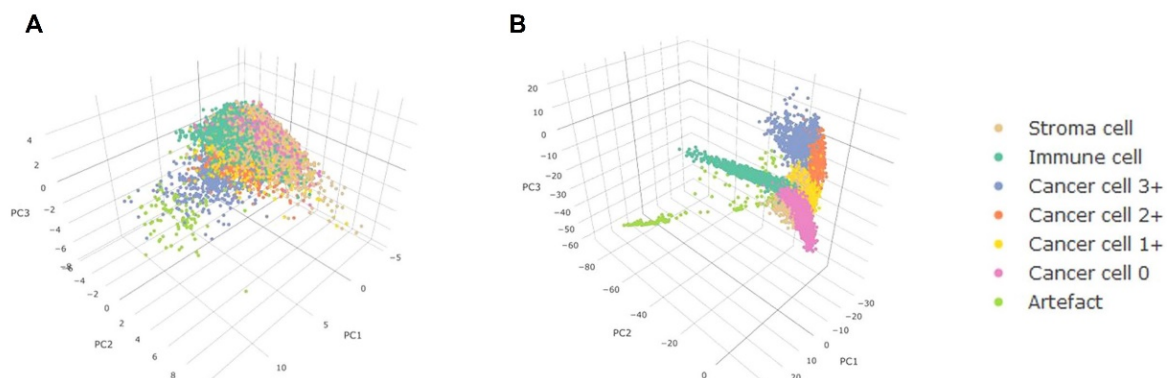 A
4
2
0
−2
−4
−6
PC3
−8
−6
−4
−2
0
2
4
6
8
PC2
−5
0
5
10
PC1
B
20
10
0
−10
−20
−30
−40
−50
PC3
−60
−80
−60
−40
−20
0
PC2
−30
−20
−10
0
10
20
PC1
Stroma cell
Immune cell
Cancer cell 3+
Cancer cell 2+
Cancer cell 1+
Cancer cell 0
Artefact